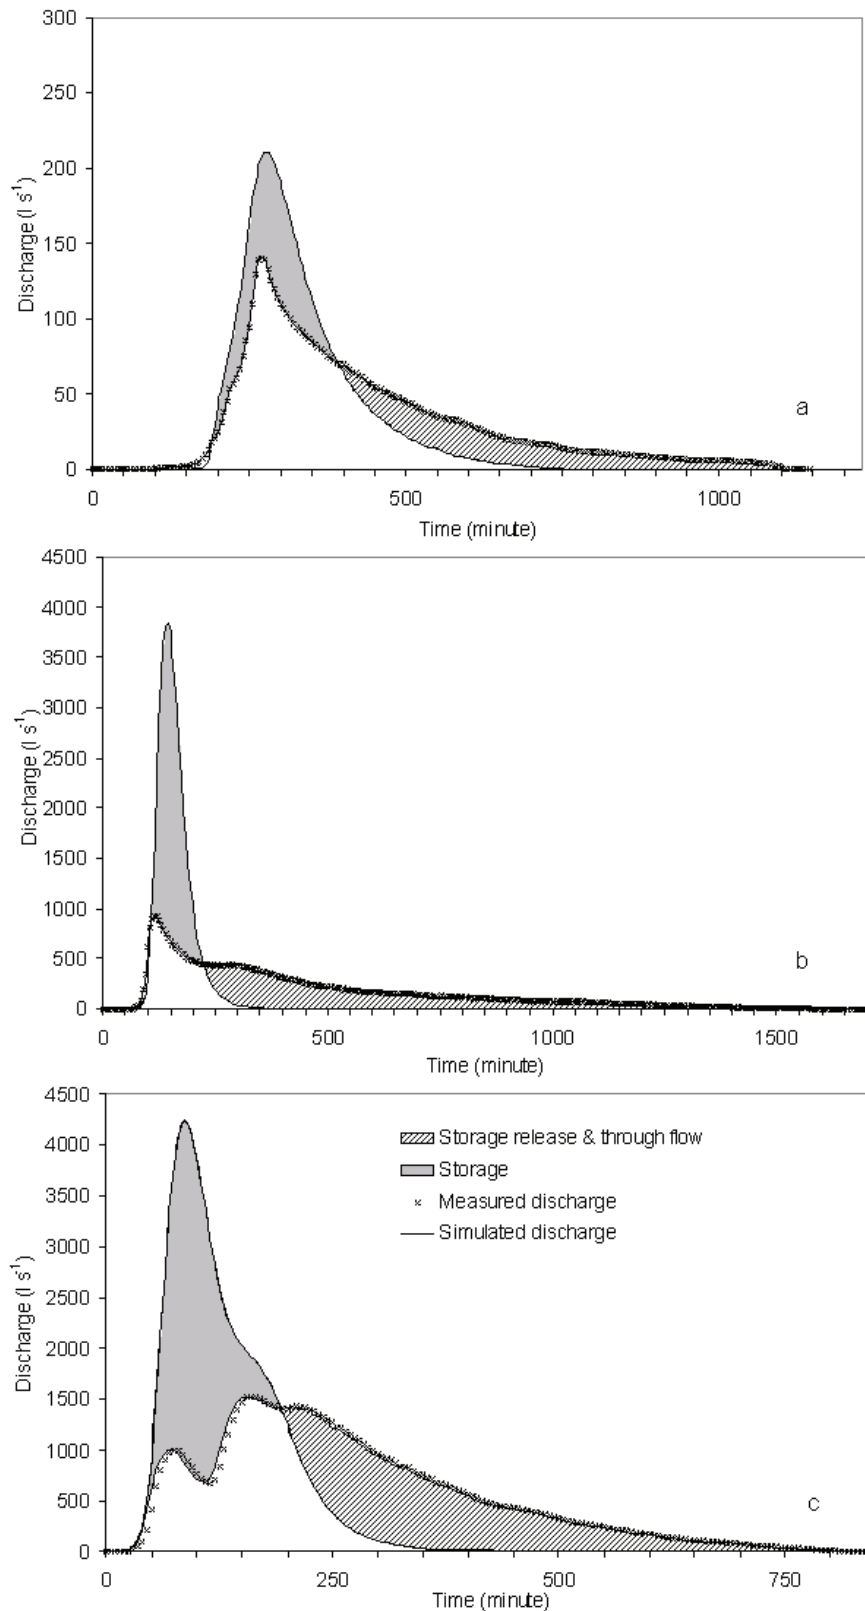 300
250
200
150
100
50
0
Discharge (l s⁻¹)
0 500 1000
Time (minute)
a
4500
4000
3500
3000
2500
2000
1500
1000
500
0
Discharge (l s⁻¹)
0 500 1000 1500
Time (minute)
b
4500
4000
3500
3000
2500
2000
1500
1000
500
0
Discharge (l s⁻¹)
Storage release & through flow
Storage
Measured discharge
Simulated discharge
c
0 250 500 750
Time (minute)